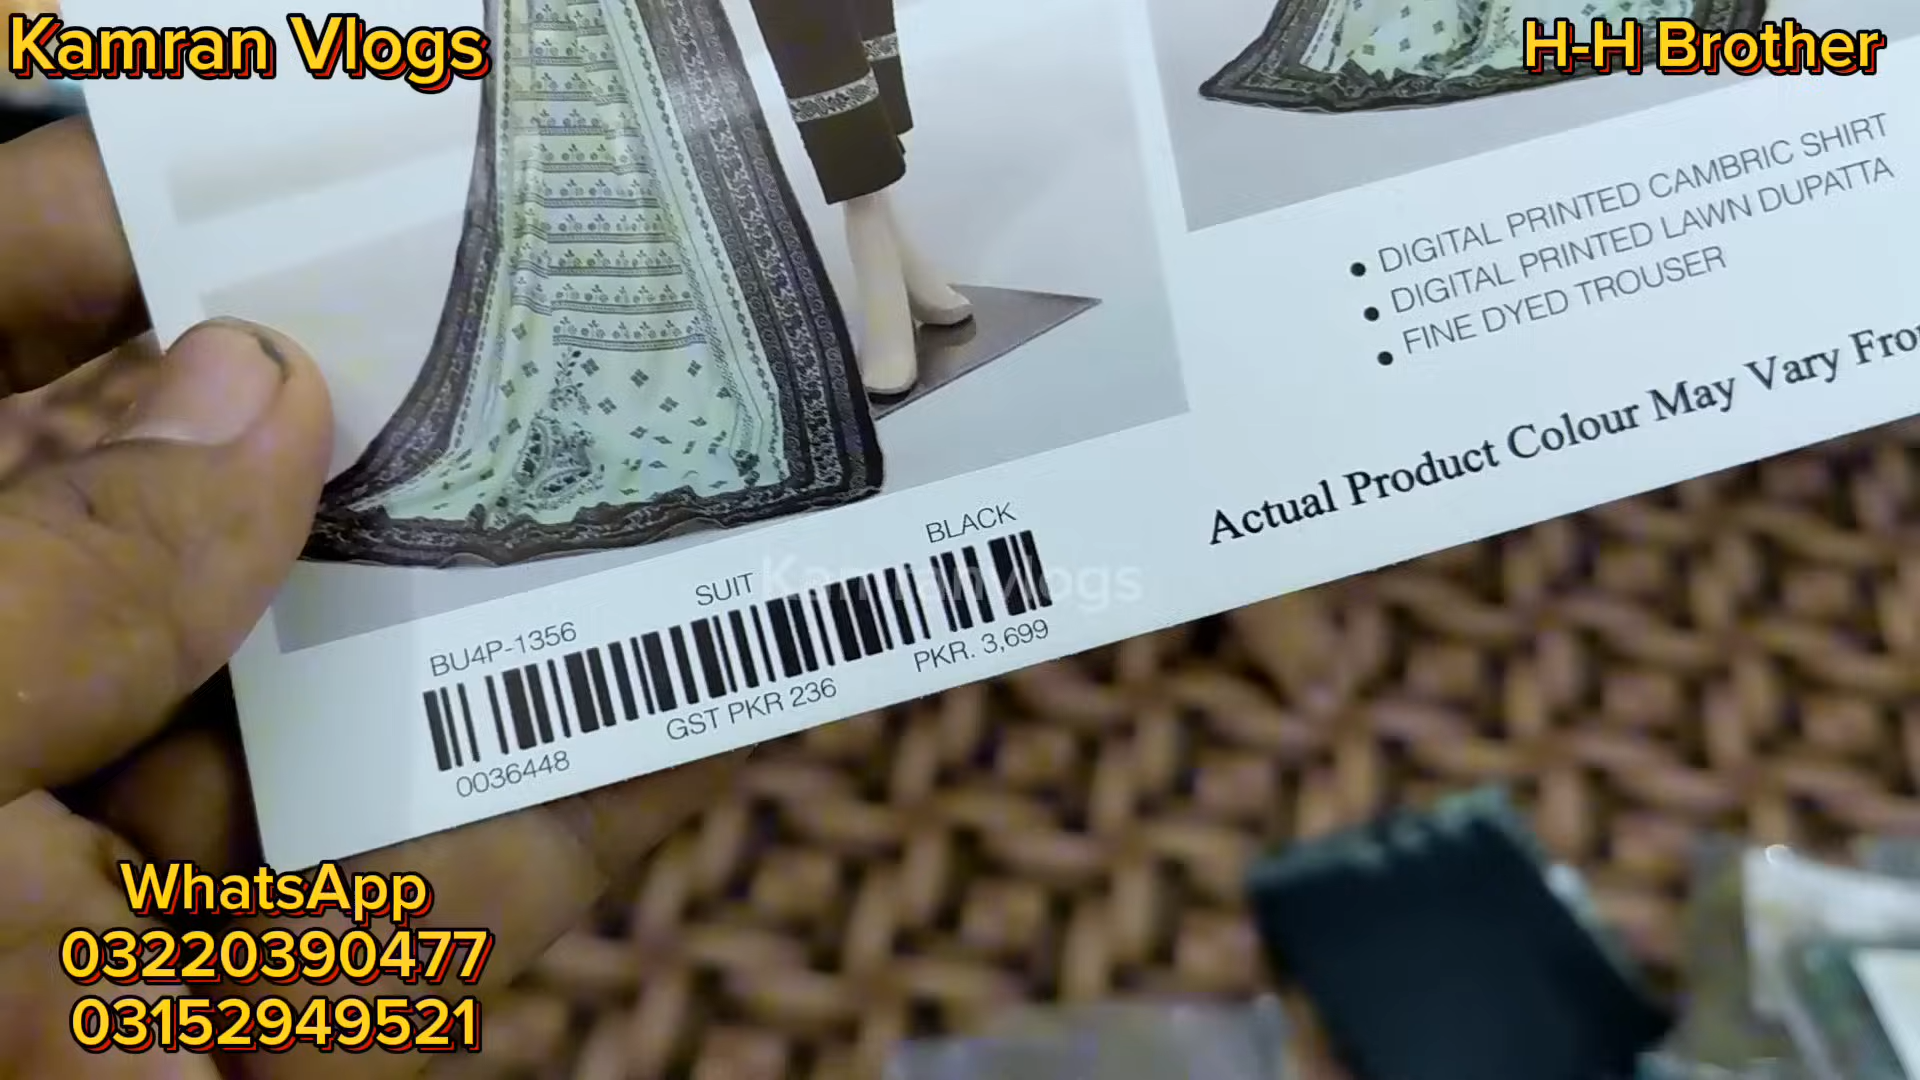 Kamran Vlogs
H-H Brother
DIGITAL PRINTED CAMBRIC SHIRT
DIGITAL PRINTED LAWN DUPATTA
FINE DYED TROUSER
Actual Product Colour May Vary
BLACK
SUIT
BU4P-1356
KamranVlogs
PKR. 3,699
GST PKR 236
0036448
WhatsApp
03220390477
03152949521